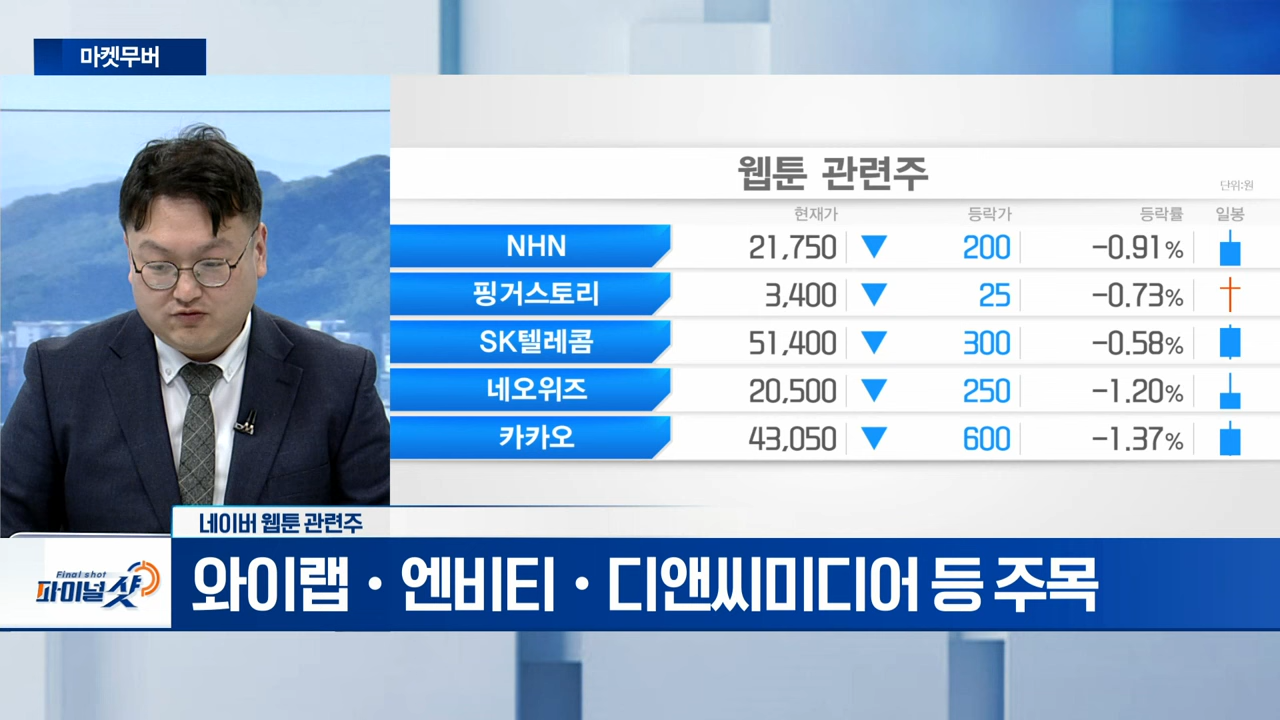 마켓무버
웹툰 관련주
단위:원
현재가 등락가 등락률 일봉
NHN 21,750 ▼ 200 -0.91%
핑거스토리 3,400 ▼ 25 -0.73%
SK텔레콤 51,400 ▼ 300 -0.58%
네오위즈 20,500 ▼ 250 -1.20%
카카오 43,050 ▼ 600 -1.37%
네이버 웹툰 관련주
Final shot
파이널샷
와이랩·엔비티·디앤씨미디어 등 주목